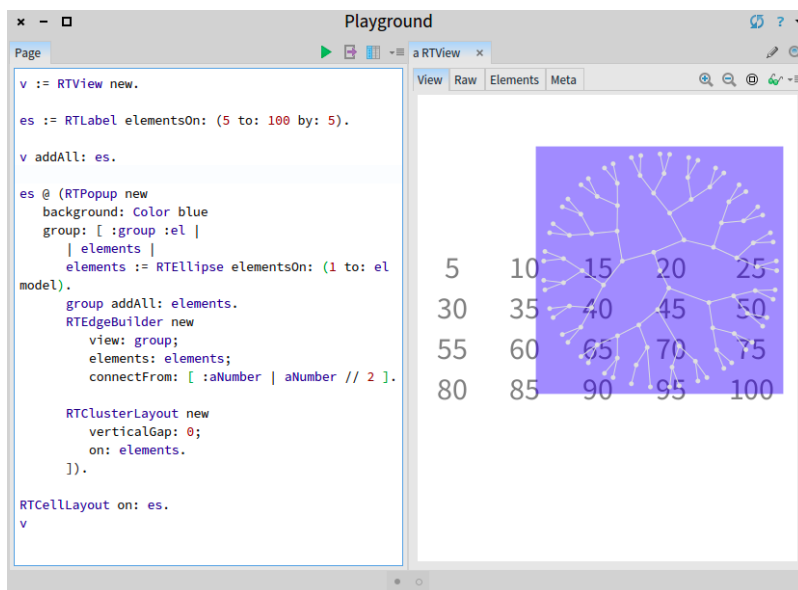 Playground
?
Page
a RTView ×
v := RTView new.
es := RTLabel elementsOn: (5 to: 100 by: 5).
v addAll: es.
es @ (RTPopup new
background: Color blue
group: [ :group :el |
| elements |
elements := RTEllipse elementsOn: (1 to: el
model).
group addAll: elements.
RTEdgeBuilder new
view: group;
elements: elements;
connectFrom: [ :aNumber | aNumber // 2 ].
RTClusterLayout new
verticalGap: 0;
on: elements.
]).
RTCellLayout on: es.
v
View Raw Elements Meta
5 10 15 20 25
30 35 40 45 50
55 60 65 70 75
80 85 90 95 100